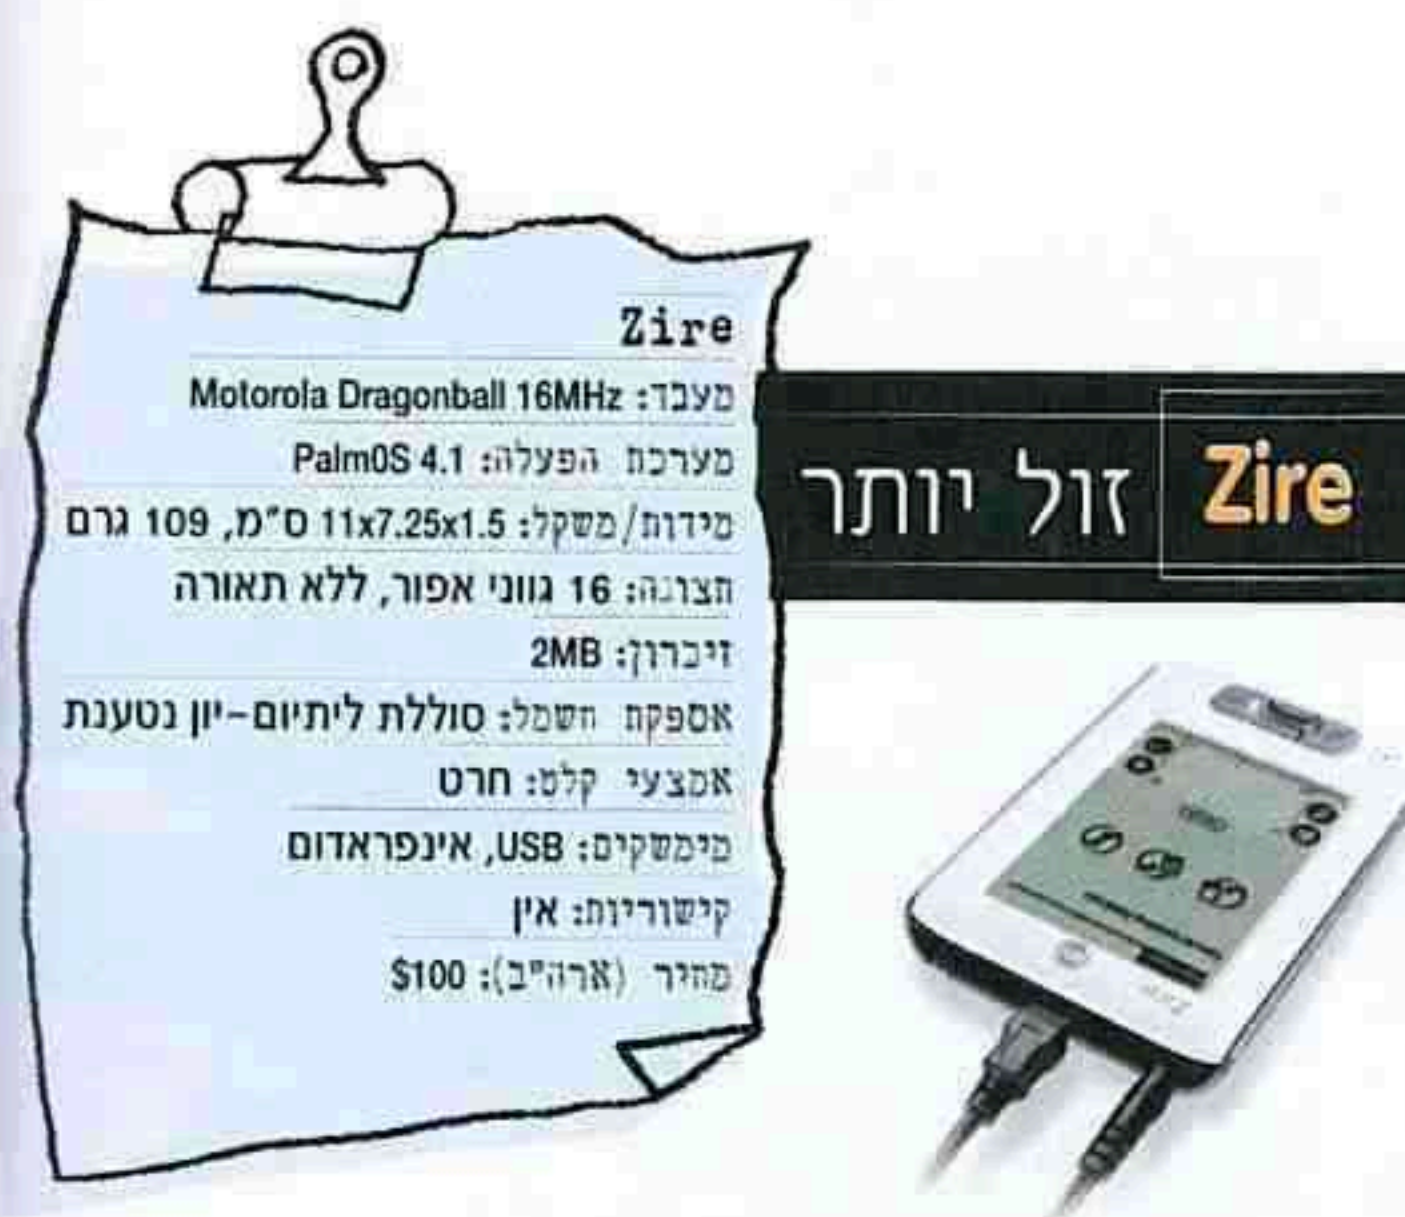 Zire
מעבד: Motorola Dragonball 16MHz
מערכת הפעלה: PalmOS 4.1
מידות/משקל: 11x7.25x1.5 ס"מ, 109 גרם
תצוגה: 16 גווני אפור, ללא תאורה
זיכרון: 2MB
אספקת חשמל: סוללת ליתיום-יון נטענת
אמצעי קלט: חרט
מימשקים: USB, אינפראדום
קישוריות: אין
מחיר (ארה"ב): $100
Zire זול יותר